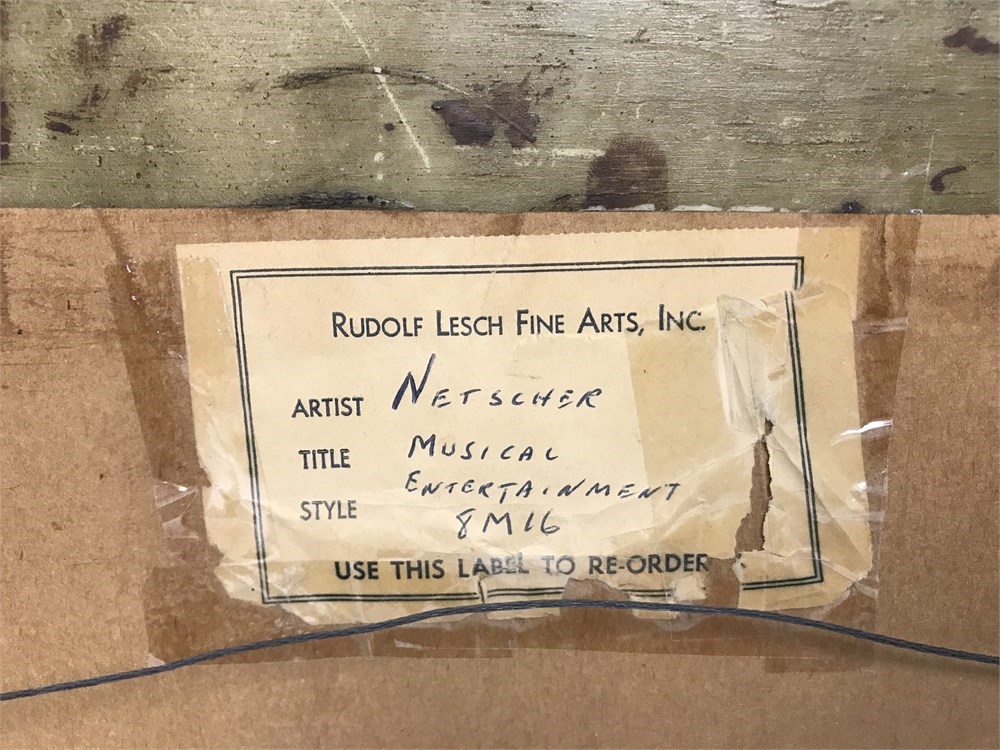 RUDOLF LESCH FINE ARTS, INC.
ARTIST NETSCHER
TITLE MUSICAL
ENTERTAINMENT
STYLE 8M16
USE THIS LABEL TO RE-ORDER